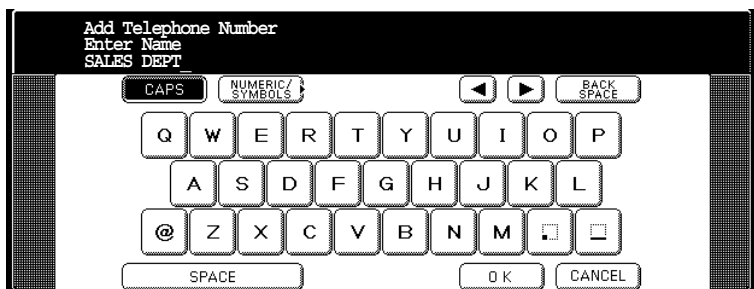 Add Telephone Number
Enter Name
SALES DEPT_
CAPS NUMERIC/ SYMBOLS ◀ ▶ BACK SPACE
Q W E R T Y U I O P
A S D F G H J K L
@ Z X C V B N M . _
SPACE OK CANCEL